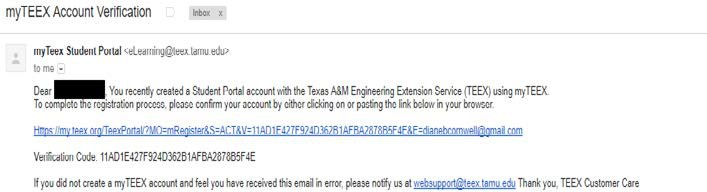 myTEEX Account Verification
Inbox x
myTeex Student Portal <eLearning@teex.tamu.edu>
to me
Dear , You recently created a Student Portal account with the Texas A&M Engineering Extension Service (TEEX) using myTEEX.
To complete the registration process, please confirm your account by either clicking on or pasting the link below in your browser.
Https://my.teex.org/TeexPortal/?MO=mRegister&S=ACT&V=11AD1E427F924D362B1AFBA2878B5F4E&E=dianebcornwell@gmail.com
Verification Code: 11AD1E427F924D362B1AFBA2878B5F4E
If you did not create a myTEEX account and feel you have received this email in error, please notify us at websupport@teex.tamu.edu Thank you, TEEX Customer Care